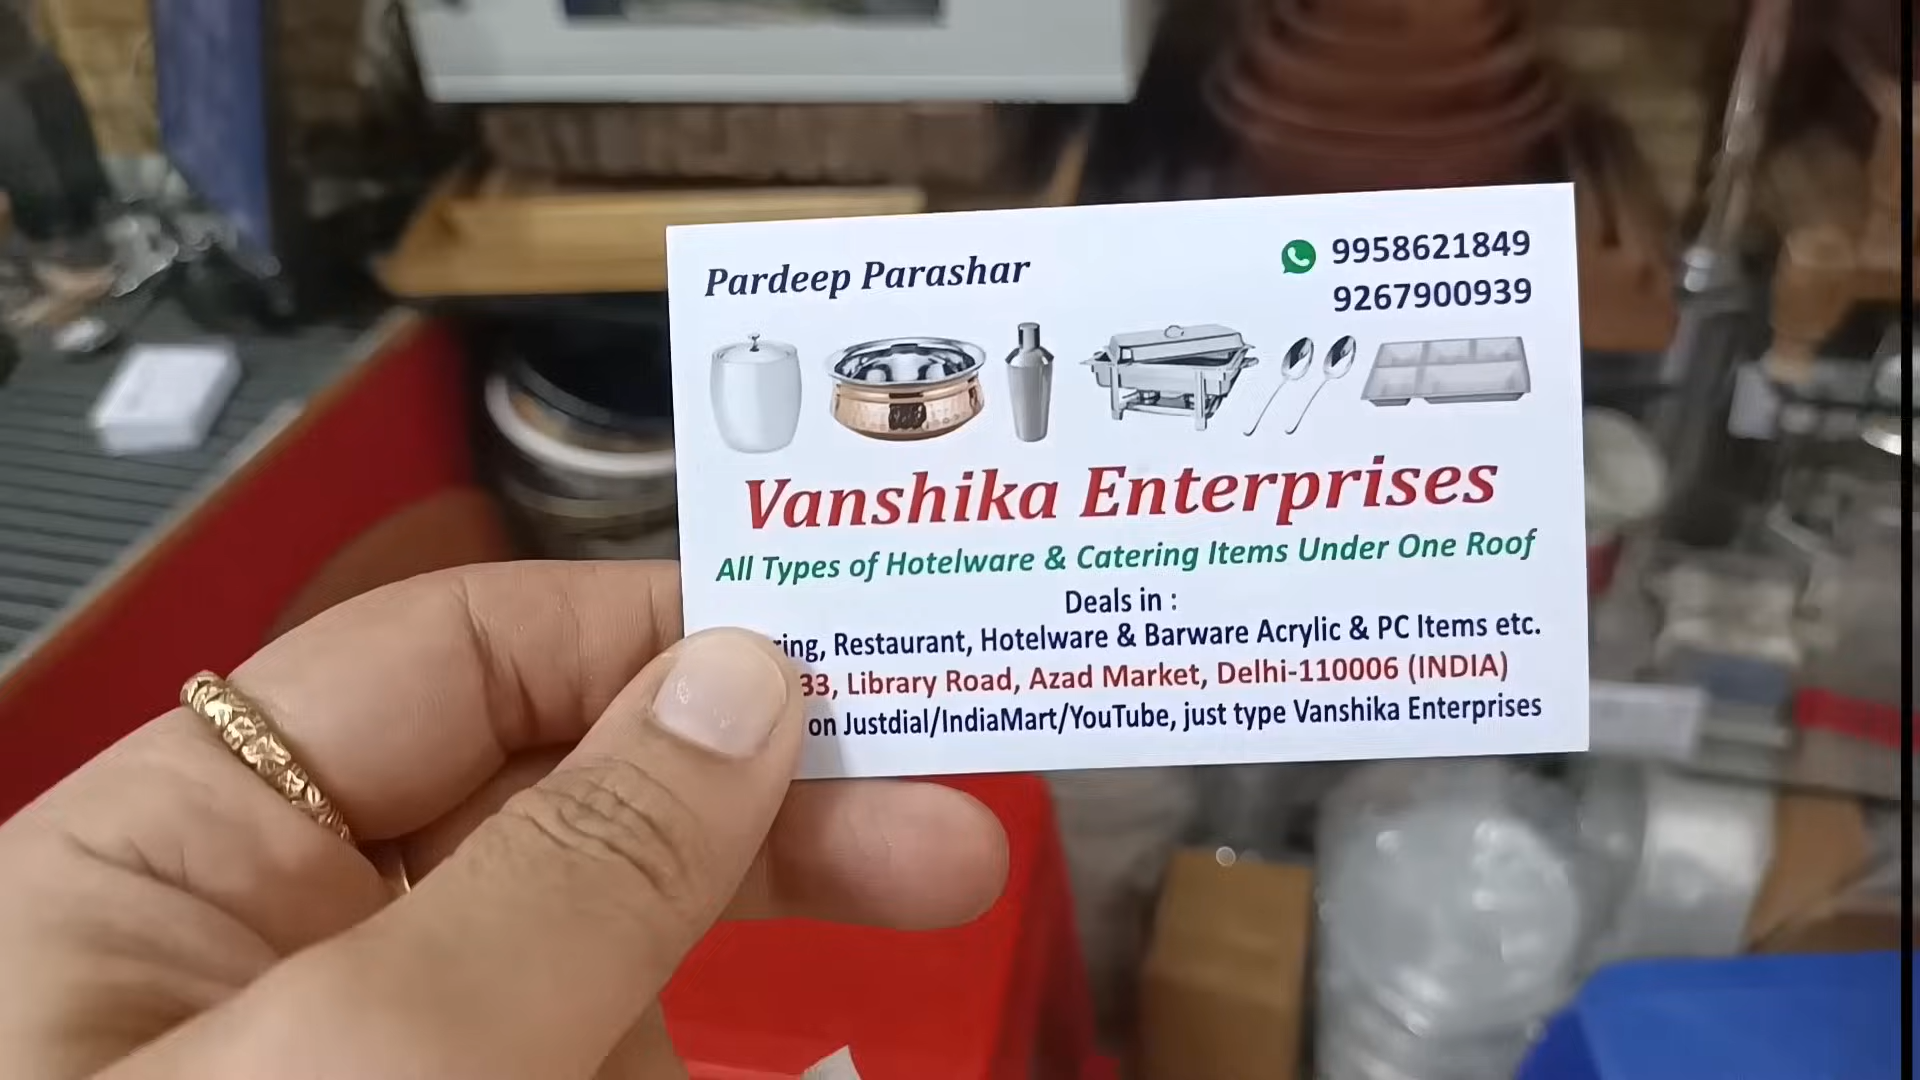 Pardeep Parashar
9958621849
9267900939
Vanshika Enterprises
All Types of Hotelware & Catering Items Under One Roof
Deals in :
Restaurant, Hotelware & Barware Acrylic & PC Items etc.
33, Library Road, Azad Market, Delhi-110006 (INDIA)
on Justdial/IndiaMart/YouTube, just type Vanshika Enterprises